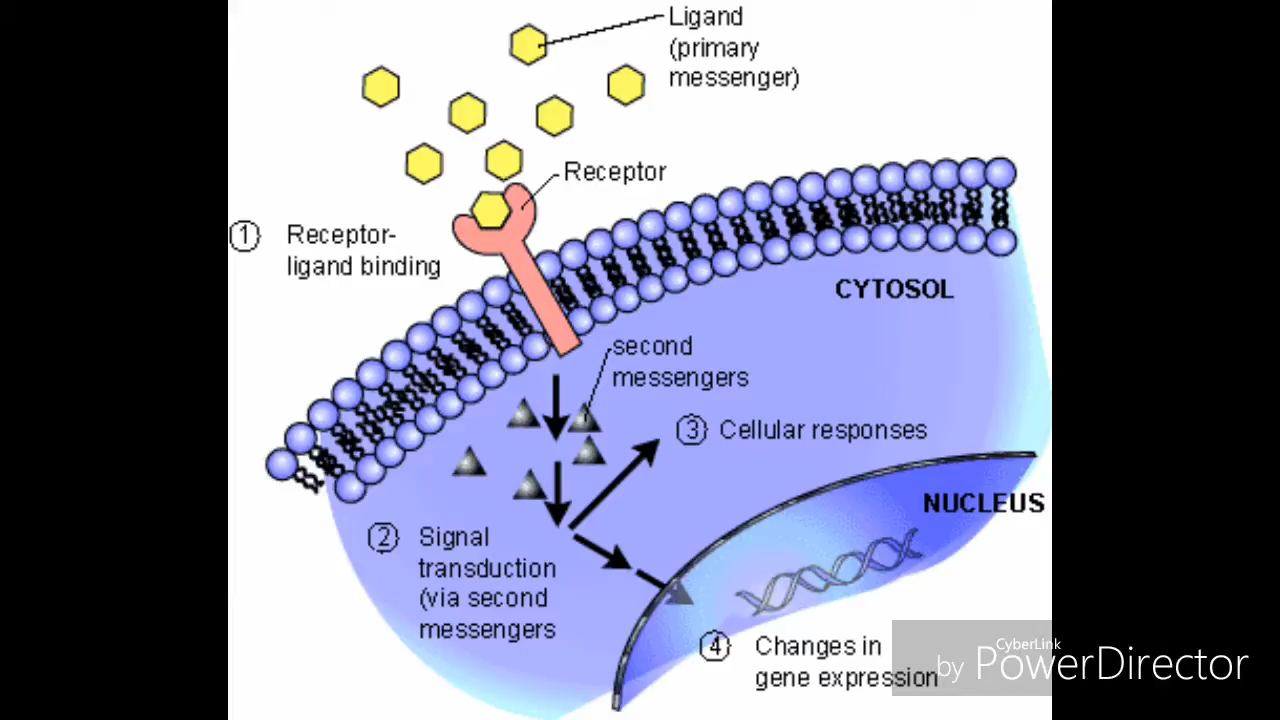 Ligand
(primary
messenger)
Receptor
1 Receptor-
ligand binding
CYTOSOL
second
messengers
3 Cellular responses
NUCLEUS
2 Signal
transduction
(via second
messengers
4 Changes in
gene expression
CyberLink
by PowerDirector